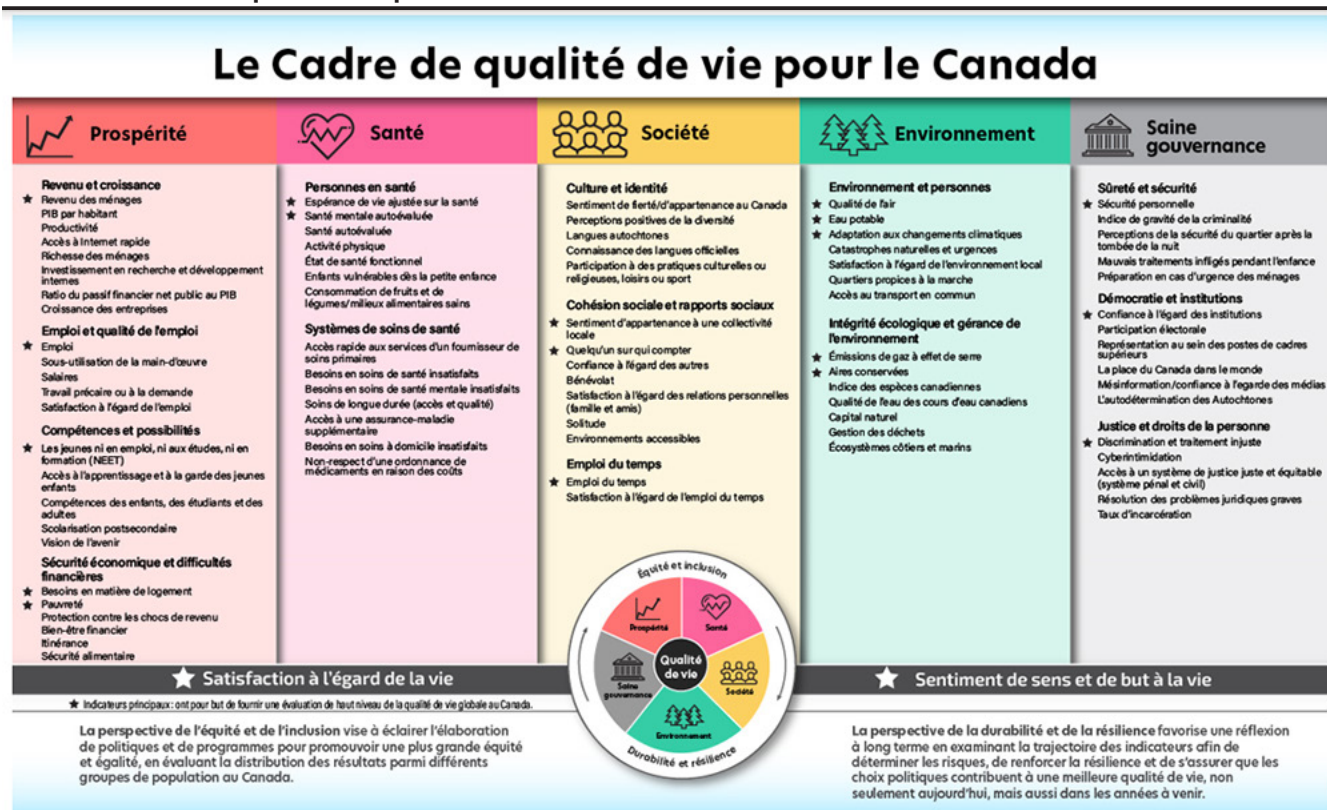 Le Cadre de qualité de vie pour le Canada
Prospérité
Revenu et croissance
★ Revenu des ménages
PIB par habitant
Productivité
Accès à Internet rapide
Richesse des ménages
Investissement en recherche et développement
internes
Ratio du passif financier net public au PIB
Croissance des entreprises
Emploi et qualité de l'emploi
★ Emploi
Sous-utilisation de la main-d'œuvre
Salaires
Travail précaire ou à la demande
Satisfaction à l'égard de l'emploi
Compétences et possibilités
★ Les jeunes ni en emploi, ni aux études, ni en
formation (NEET)
Accès à l'apprentissage et à la garde des jeunes
enfants
Compétences des enfants, des étudiants et des
adultes
Scolarisation postsecondaire
Vision de l'avenir
Sécurité économique et difficultés
financières
★ Besoins en matière de logement
★ Pauvreté
Protection contre les chocs de revenu
Bien-être financier
Itinérance
Sécurité alimentaire
Santé
Personnes en santé
★ Espérance de vie ajustée sur la santé
★ Santé mentale autoévaluée
Santé autoévaluée
Activité physique
État de santé fonctionnel
Enfants vulnérables dès la petite enfance
Consommation de fruits et de
légumes/milieux alimentaires sains
Systèmes de soins de santé
Accès rapide aux services d'un fournisseur de
soins primaires
Besoins en soins de santé insatisfaits
Besoins en soins de santé mentale insatisfaits
Soins de longue durée (accès et qualité)
Accès à une assurance-maladie
supplémentaire
Besoins en soins à domicile insatisfaits
Non-respect d'une ordonnance de
médicaments en raison des coûts
Société
Culture et identité
Sentiment de fierté/d'appartenance au Canada
Perceptions positives de la diversité
Langues autochtones
Connaissance des langues officielles
Participation à des pratiques culturelles ou
religieuses, loisirs ou sport
Cohésion sociale et rapports sociaux
★ Sentiment d'appartenance à une collectivité
locale
★ Quelqu'un sur qui compter
Confiance à l'égard des autres
Bénévolat
Satisfaction à l'égard des relations personnelles
(famille et amis)
Solitude
Environnements accessibles
Emploi du temps
★ Emploi du temps
Satisfaction à l'égard de l'emploi du temps
Environnement
Environnement et personnes
★ Qualité de l'air
★ Eau potable
★ Adaptation aux changements climatiques
Catastrophes naturelles et urgences
Satisfaction à l'égard de l'environnement local
Quartiers propices à la marche
Accès au transport en commun
Intégrité écologique et gérance de
l'environnement
★ Émissions de gaz à effet de serre
★ Aires conservées
Indice des espèces canadiennes
Qualité de l'eau des cours d'eau canadiens
Capital naturel
Gestion des déchets
Écosystèmes côtiers et marins
Saine
gouvernance
Sûreté et sécurité
★ Sécurité personnelle
Indice de gravité de la criminalité
Perceptions de la sécurité du quartier après la
tombée de la nuit
Mauvais traitements infligés pendant l'enfance
Préparation en cas d'urgence des ménages
Démocratie et institutions
★ Confiance à l'égard des institutions
Participation électorale
Représentation au sein des postes de cadres
supérieurs
La place du Canada dans le monde
Mésinformation/confiance à l'egarde des médias
L'autodétermination des Autochtones
Justice et droits de la personne
★ Discrimination et traitement injuste
Cyberintimidation
Accès à un système de justice juste et équitable
(système pénal et civil)
Résolution des problèmes juridiques graves
Taux d'incarcération
Équité et inclusion
Prospérité
Santé
Qualité
de vie
Saine
gouvernance
Société
Environnement
Durabilité et résilience
★ Satisfaction à l'égard de la vie
★ Sentiment de sens et de but à la vie
★ Indicateurs principaux : ont pour but de fournir une évaluation de haut niveau de la qualité de vie globale au Canada.
La perspective de l'équité et de l'inclusion vise à éclairer l'élaboration
de politiques et de programmes pour promouvoir une plus grande équité
et égalité, en évaluant la distribution des résultats parmi différents
groupes de population au Canada.
La perspective de la durabilité et de la résilience favorise une réflexion
à long terme en examinant la trajectoire des indicateurs afin de
déterminer les risques, de renforcer la résilience et de s'assurer que les
choix politiques contribuent à une meilleure qualité de vie, non
seulement aujourd'hui, mais aussi dans les années à venir.